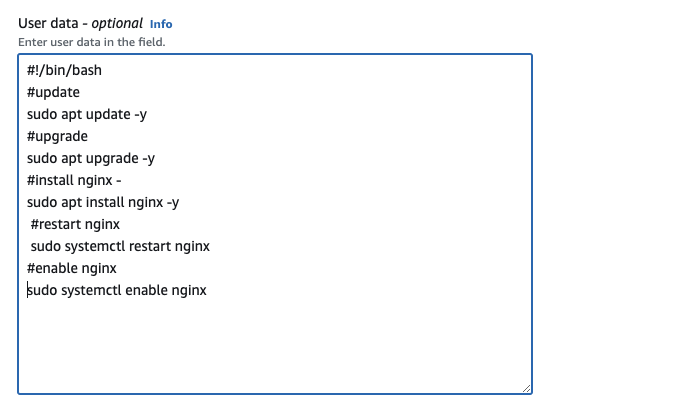 User data - optional Info
Enter user data in the field.
#!/bin/bash
#update
sudo apt update -y
#upgrade
sudo apt upgrade -y
#install nginx -
sudo apt install nginx -y
#restart nginx
sudo systemctl restart nginx
#enable nginx
sudo systemctl enable nginx